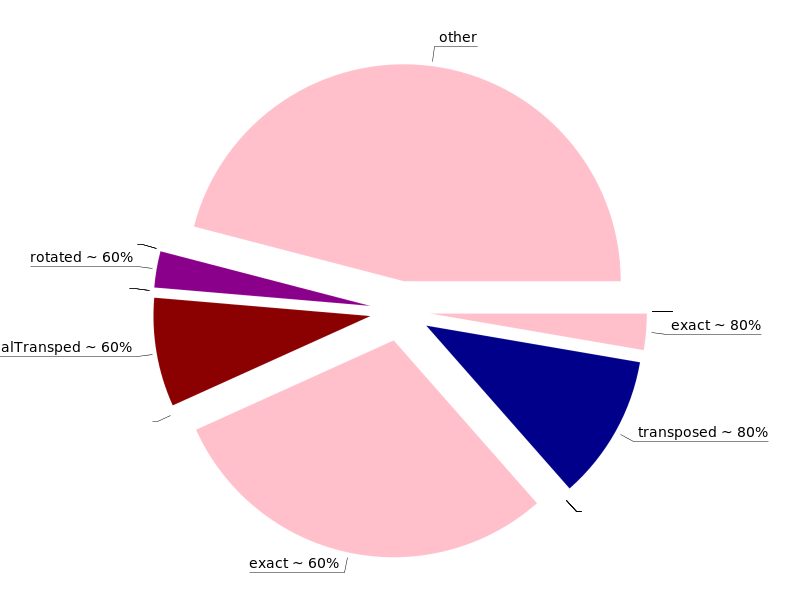 other
rotated ~ 60%
exact ~ 80%
alTransped ~ 60%
transposed ~ 80%
exact ~ 60%